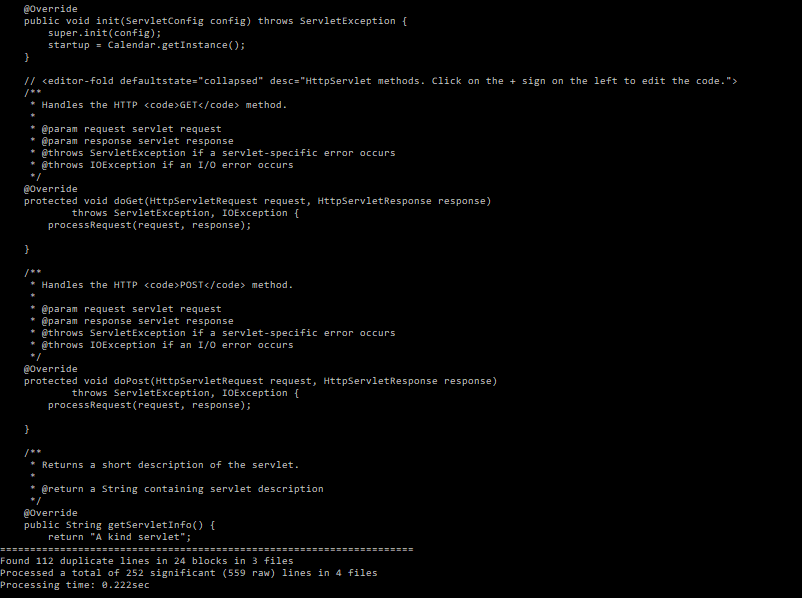 @Override
public void init(ServletConfig config) throws ServletException {
super.init(config);
startup = Calendar.getInstance();
}
// <editor-fold defaultstate="collapsed" desc="HttpServlet methods. Click on the + sign on the left to edit the code.">
/**
* Handles the HTTP <code>GET</code> method.
*
* @param request servlet request
* @param response servlet response
* @throws ServletException if a servlet-specific error occurs
* @throws IOException if an I/O error occurs
*/
@Override
protected void doGet(HttpServletRequest request, HttpServletResponse response)
throws ServletException, IOException {
processRequest(request, response);
}
/**
* Handles the HTTP <code>POST</code> method.
*
* @param request servlet request
* @param response servlet response
* @throws ServletException if a servlet-specific error occurs
* @throws IOException if an I/O error occurs
*/
@Override
protected void doPost(HttpServletRequest request, HttpServletResponse response)
throws ServletException, IOException {
processRequest(request, response);
}
/**
* Returns a short description of the servlet.
*
* @return a String containing servlet description
*/
@Override
public String getServletInfo() {
return "A kind servlet";
=====================================================================
Found 112 duplicate lines in 24 blocks in 3 files
Processed a total of 252 significant (559 raw) lines in 4 files
Processing time: 0.222sec